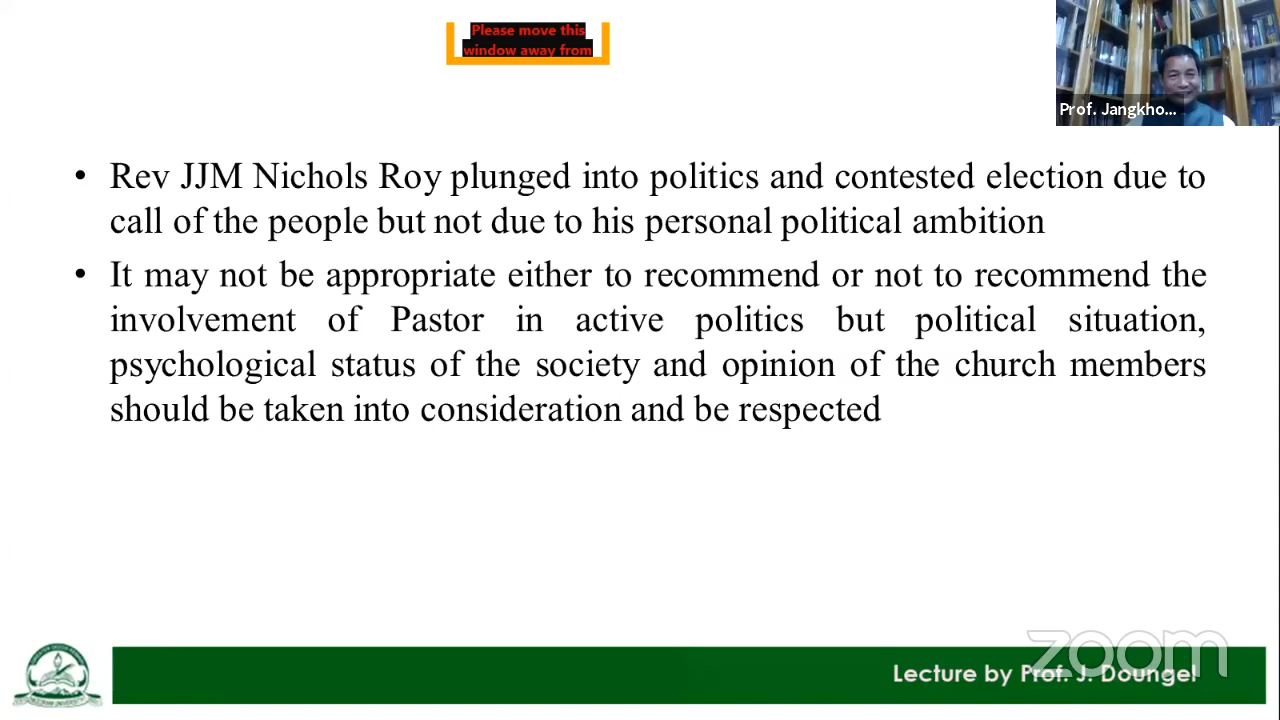 Please move this
window away from
Prof. Jangkho...
• Rev JJM Nichols Roy plunged into politics and contested election due to
call of the people but not due to his personal political ambition
• It may not be appropriate either to recommend or not to recommend the
involvement of Pastor in active politics but political situation,
psychological status of the society and opinion of the church members
should be taken into consideration and be respected
zoom
Lecture by Prof. J. Doungel